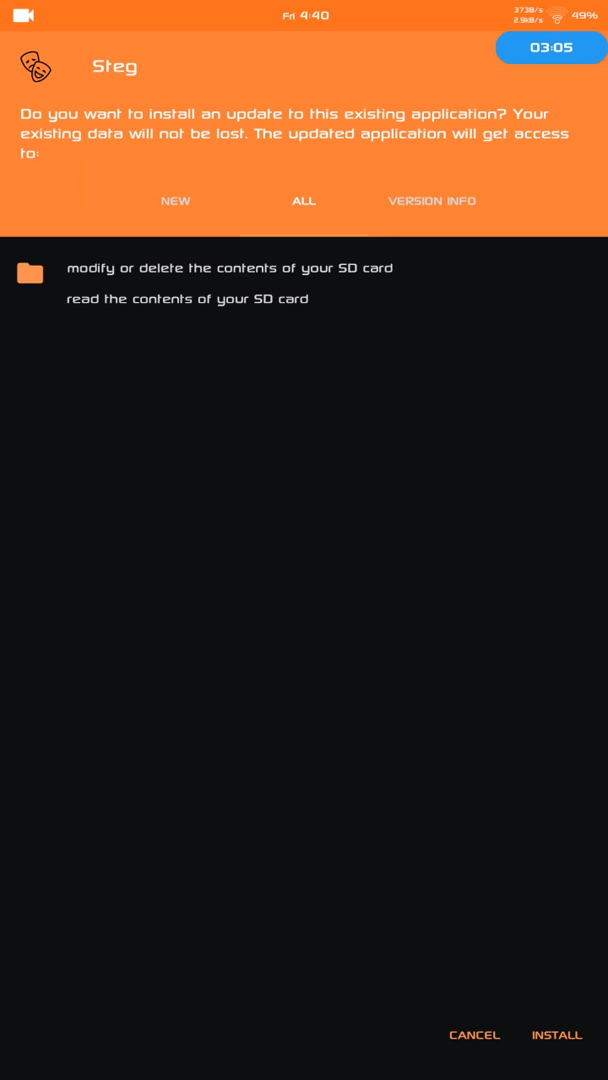 Fri 4:40
373B/s
2.9kB/s
49%
03:05
Steg
Do you want to install an update to this existing application? Your
existing data will not be lost. The updated application will get access
to:
NEW
ALL
VERSION INFO
modify or delete the contents of your SD card
read the contents of your SD card
CANCEL
INSTALL